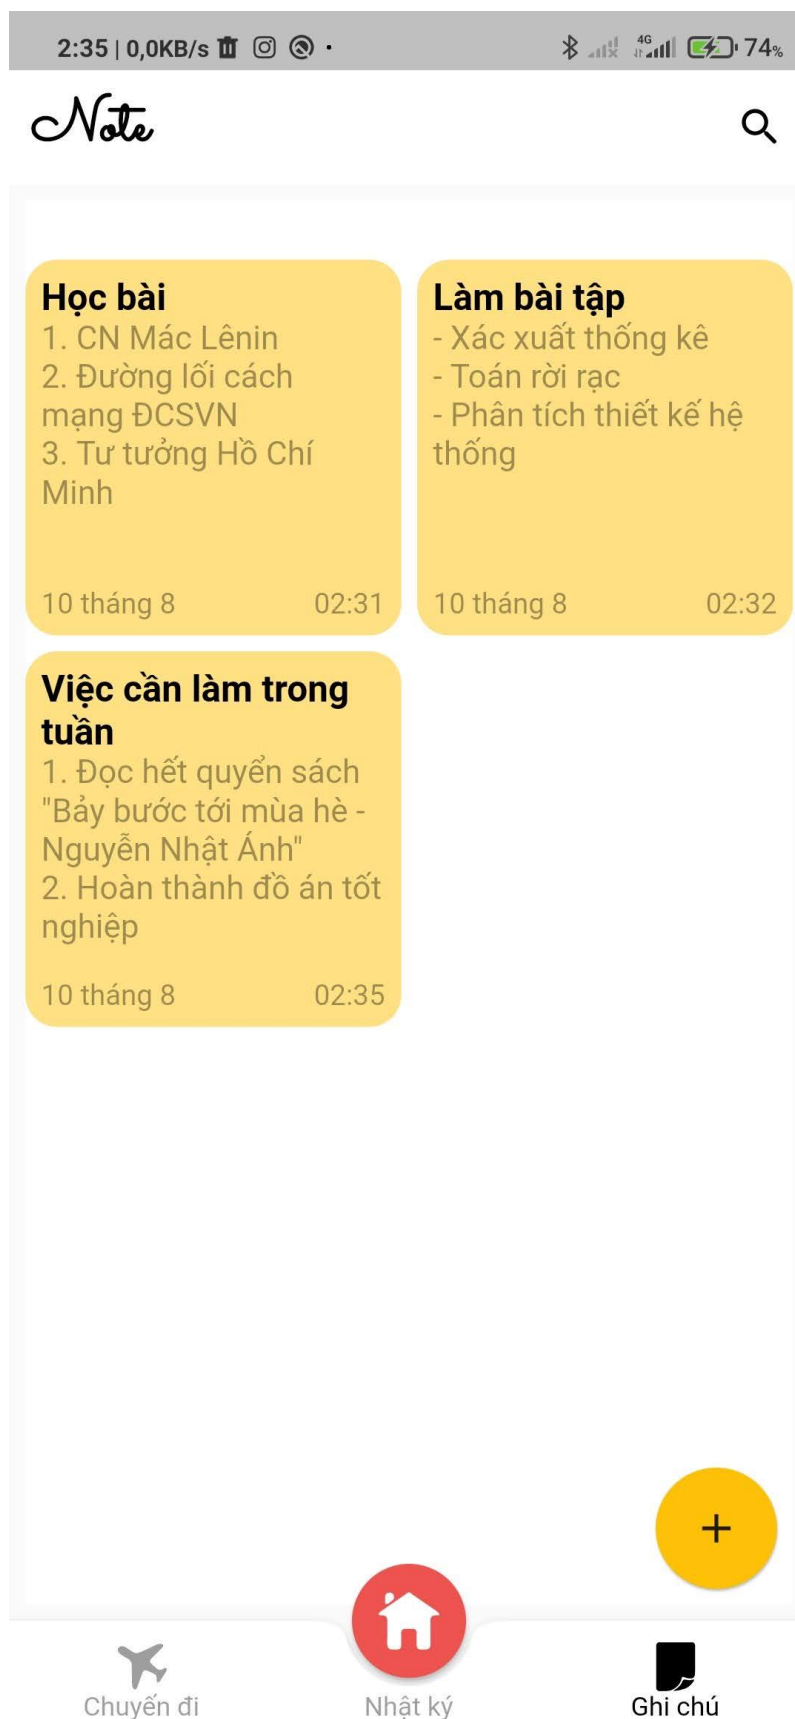 2:35 | 0,0KB/s
4G
74%
Note
Học bài
1. CN Mác Lênin
2. Đường lối cách
mạng ĐCSVN
3. Tư tưởng Hồ Chí
Minh
10 tháng 8 02:31
Làm bài tập
- Xác xuất thống kê
- Toán rời rạc
- Phân tích thiết kế hệ
thống
10 tháng 8 02:32
Việc cần làm trong
tuần
1. Đọc hết quyển sách
"Bảy bước tới mùa hè -
Nguyễn Nhật Ánh"
2. Hoàn thành đồ án tốt
nghiệp
10 tháng 8 02:35
+
Chuyến đi
Nhật ký
Ghi chú